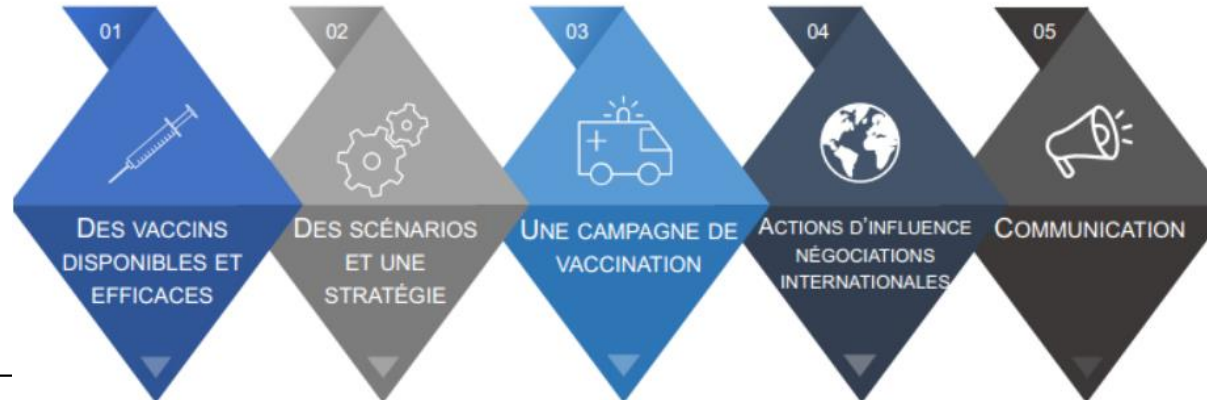 01
DES VACCINS
DISPONIBLES ET
EFFICACES
02
DES SCÉNARIOS
ET UNE
STRATÉGIE
03
UNE CAMPAGNE DE
VACCINATION
04
ACTIONS D'INFLUENCE
NÉGOCIATIONS
INTERNATIONALES
05
COMMUNICATION